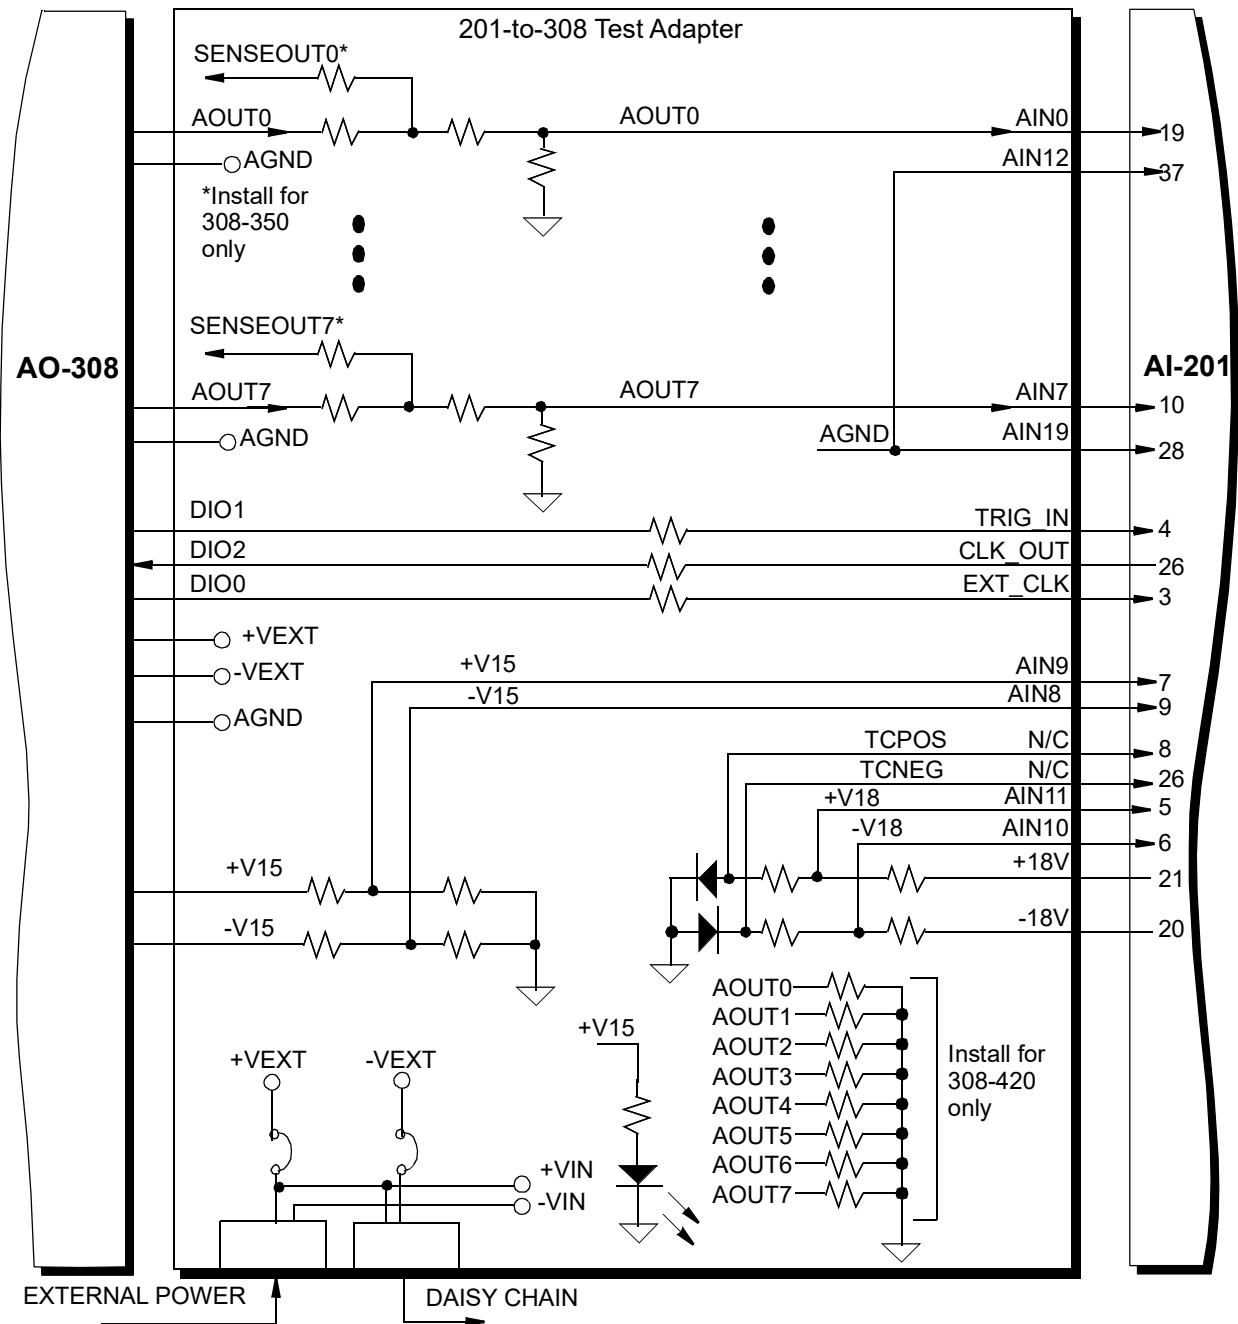 201-to-308 Test Adapter
SENSEOUT0*
AOUT0
AOUT0
AIN0
19
AGND
AIN12
37
*Install for
308-350
only
SENSEOUT7*
AO-308
AI-201
AOUT7
AOUT7
AIN7
10
AGND
AGND
AIN19
28
DIO1
TRIG_IN
4
DIO2
CLK_OUT
26
DIO0
EXT_CLK
3
+VEXT
-VEXT
AGND
+V15
AIN9
7
-V15
AIN8
9
TCPOS
N/C
8
TCNEG
N/C
26
+V18
AIN11
5
-V18
AIN10
6
+V15
+18V
21
-V15
-18V
20
AOUT0
AOUT1
AOUT2
AOUT3
AOUT4
AOUT5
AOUT6
AOUT7
Install for
308-420
only
+V15
+VEXT
-VEXT
+VIN
-VIN
EXTERNAL POWER
DAISY CHAIN